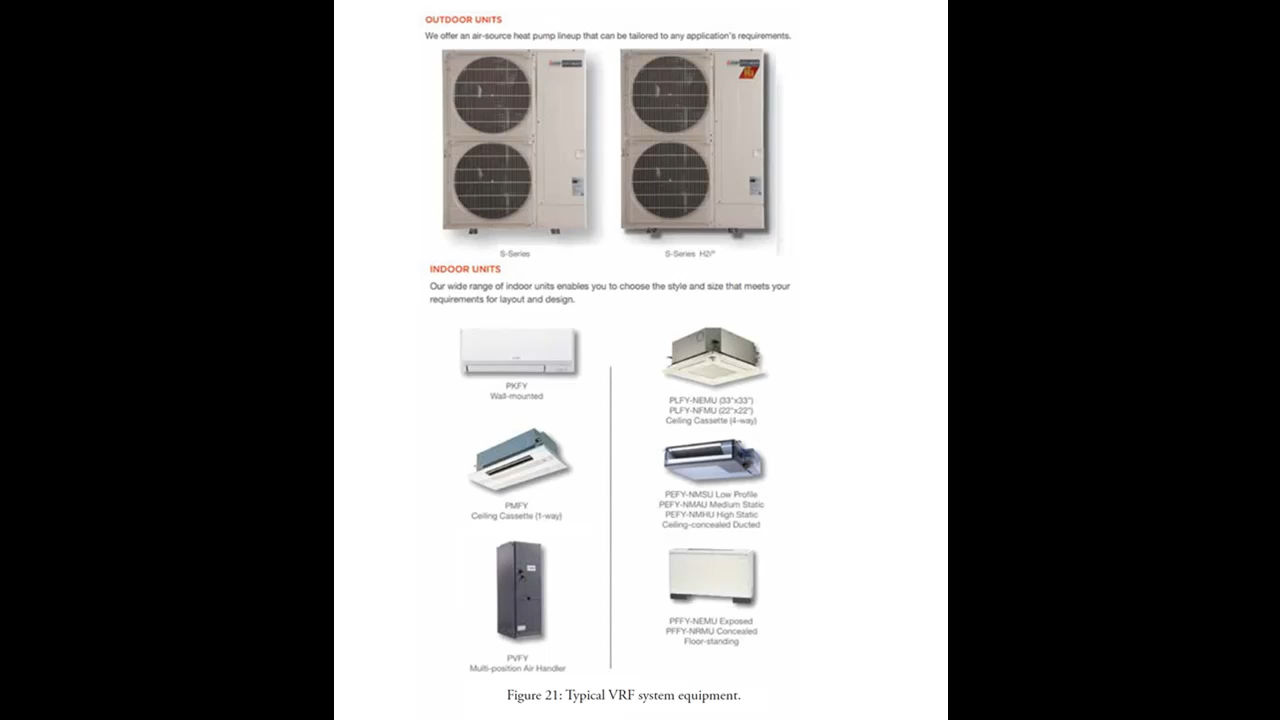 OUTDOOR UNITS
We offer an air-source heat pump lineup that can be tailored to any application's requirements.
S-Series
S-Series H2i®
INDOOR UNITS
Our wide range of indoor units enables you to choose the style and size that meets your
requirements for layout and design.
PKFY
Wall-mounted
PLFY-NEMU (33"x33")
PLFY-NFMU (22"x22")
Ceiling Cassette (4-way)
PMFY
Ceiling Cassette (1-way)
PEFY-NMSU Low Profile
PEFY-NMAU Medium Static
PEFY-NMHU High Static
Ceiling-concealed Ducted
PVFY
Multi-position Air Handler
PFFY-NEMU Exposed
PFFY-NRMU Concealed
Floor-standing
Figure 21: Typical VRF system equipment.